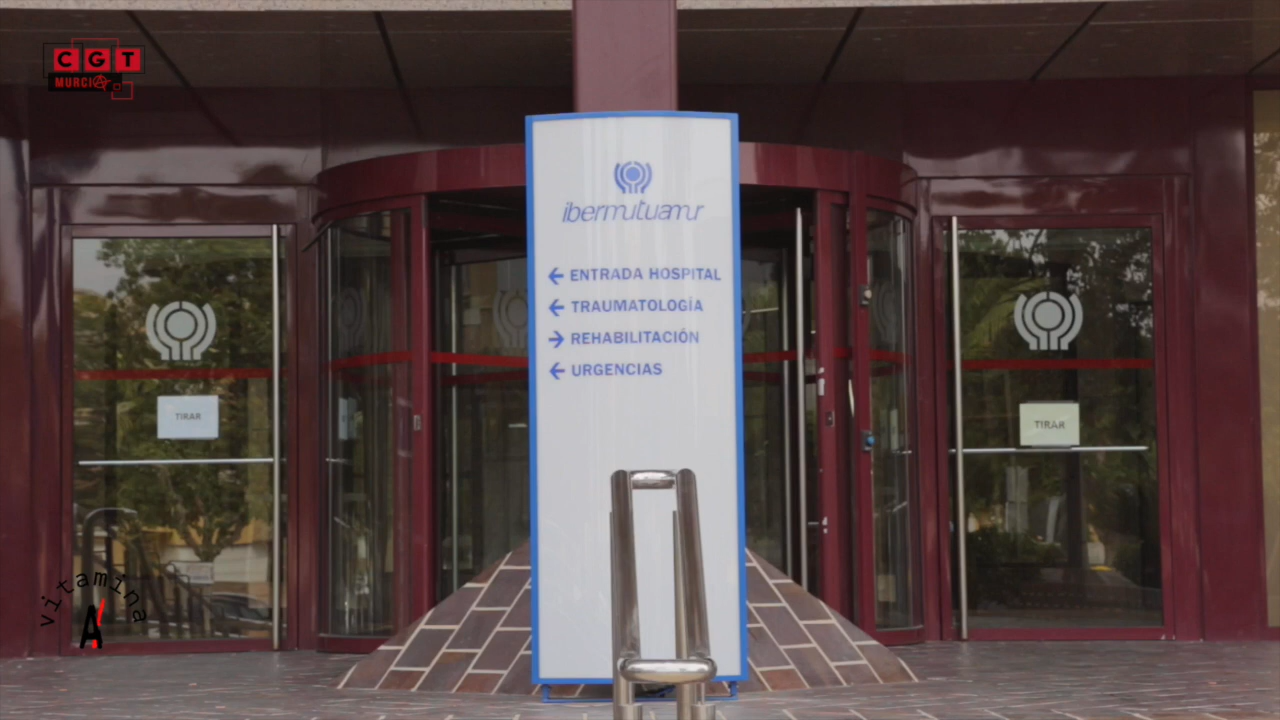 CGT
MURCIA
ibermutuamur
← ENTRADA HOSPITAL
← TRAUMATOLOGÍA
→ REHABILITACIÓN
← URGENCIAS
TIRAR
TIRAR
vitamina
A